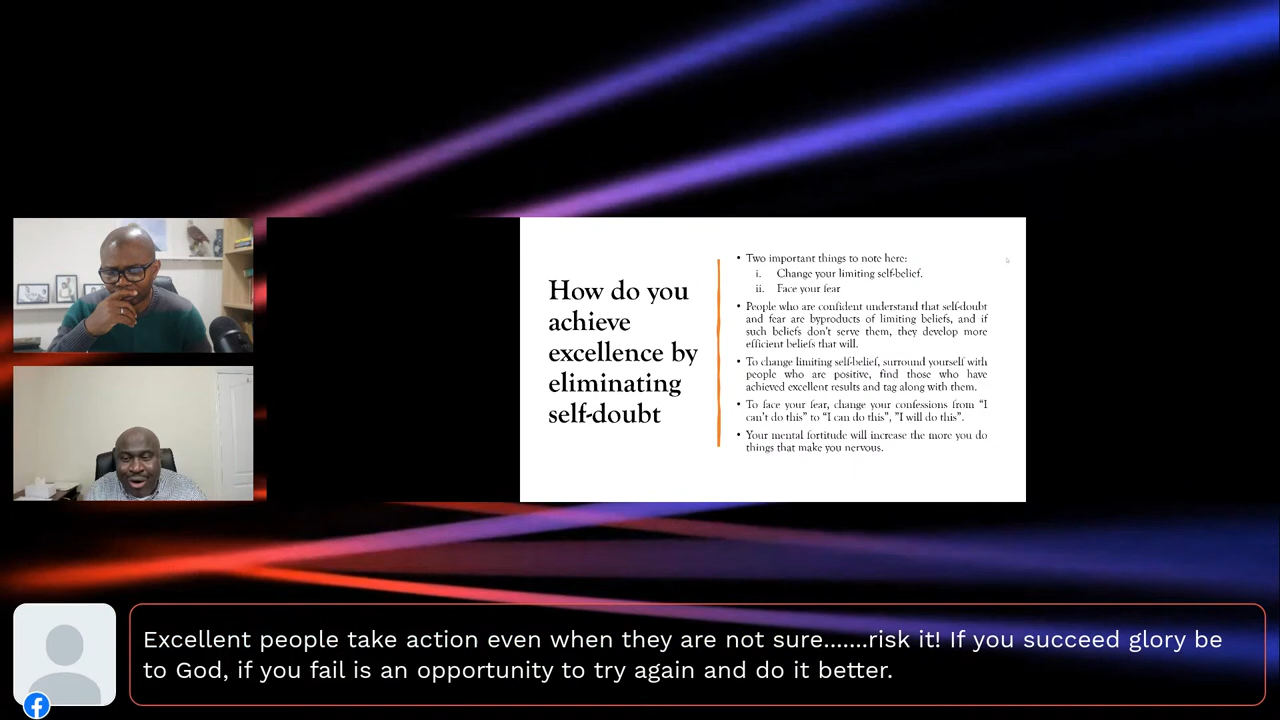 How do you
achieve
excellence by
eliminating
self-doubt
• Two important things to note here:
i. Change your limiting self-belief.
ii. Face your fear
• People who are confident understand that self-doubt
and fear are byproducts of limiting beliefs, and if
such beliefs don't serve them, they develop more
efficient beliefs that will.
• To change limiting self-belief, surround yourself with
people who are positive, find those who have
achieved excellent results and tag along with them.
• To face your fear, change your confessions from "I
can't do this" to "I can do this", "I will do this".
• Your mental fortitude will increase the more you do
things that make you nervous.
Excellent people take action even when they are not sure.......risk it! If you succeed glory be
to God, if you fail is an opportunity to try again and do it better.